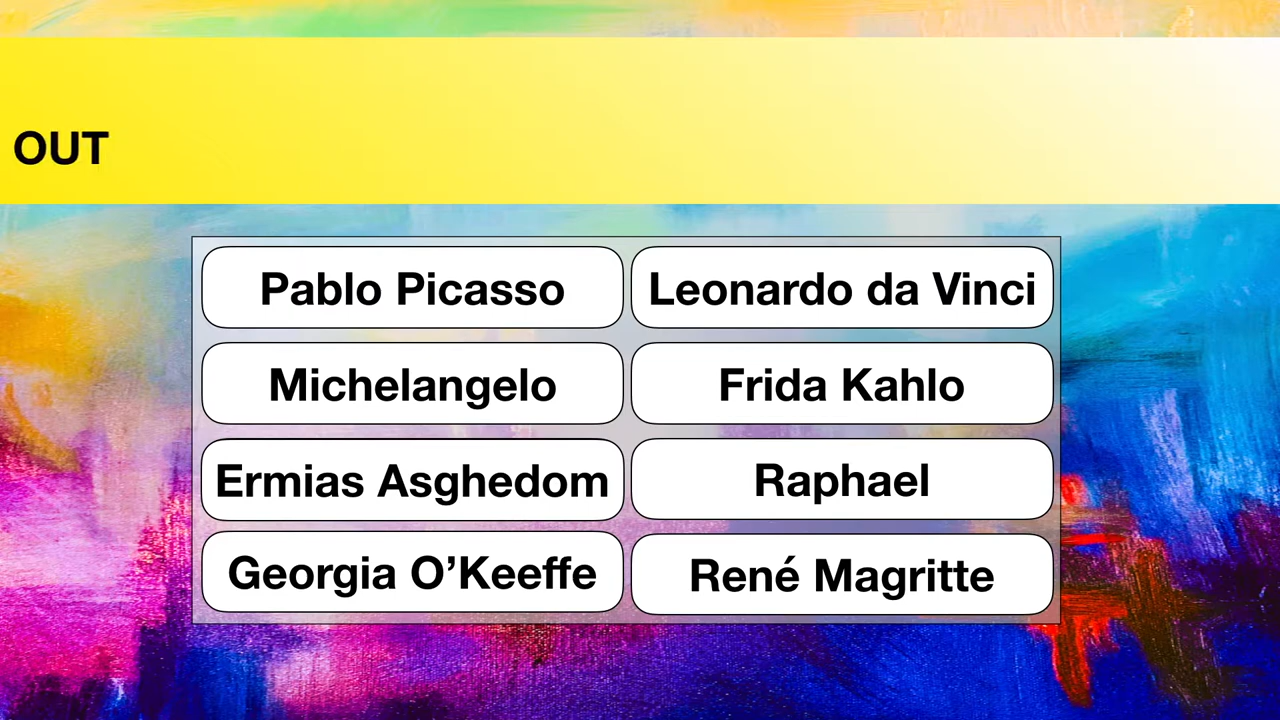 OUT
Pablo Picasso
Leonardo da Vinci
Michelangelo
Frida Kahlo
Ermias Asghedom
Raphael
Georgia O’Keeffe
René Magritte